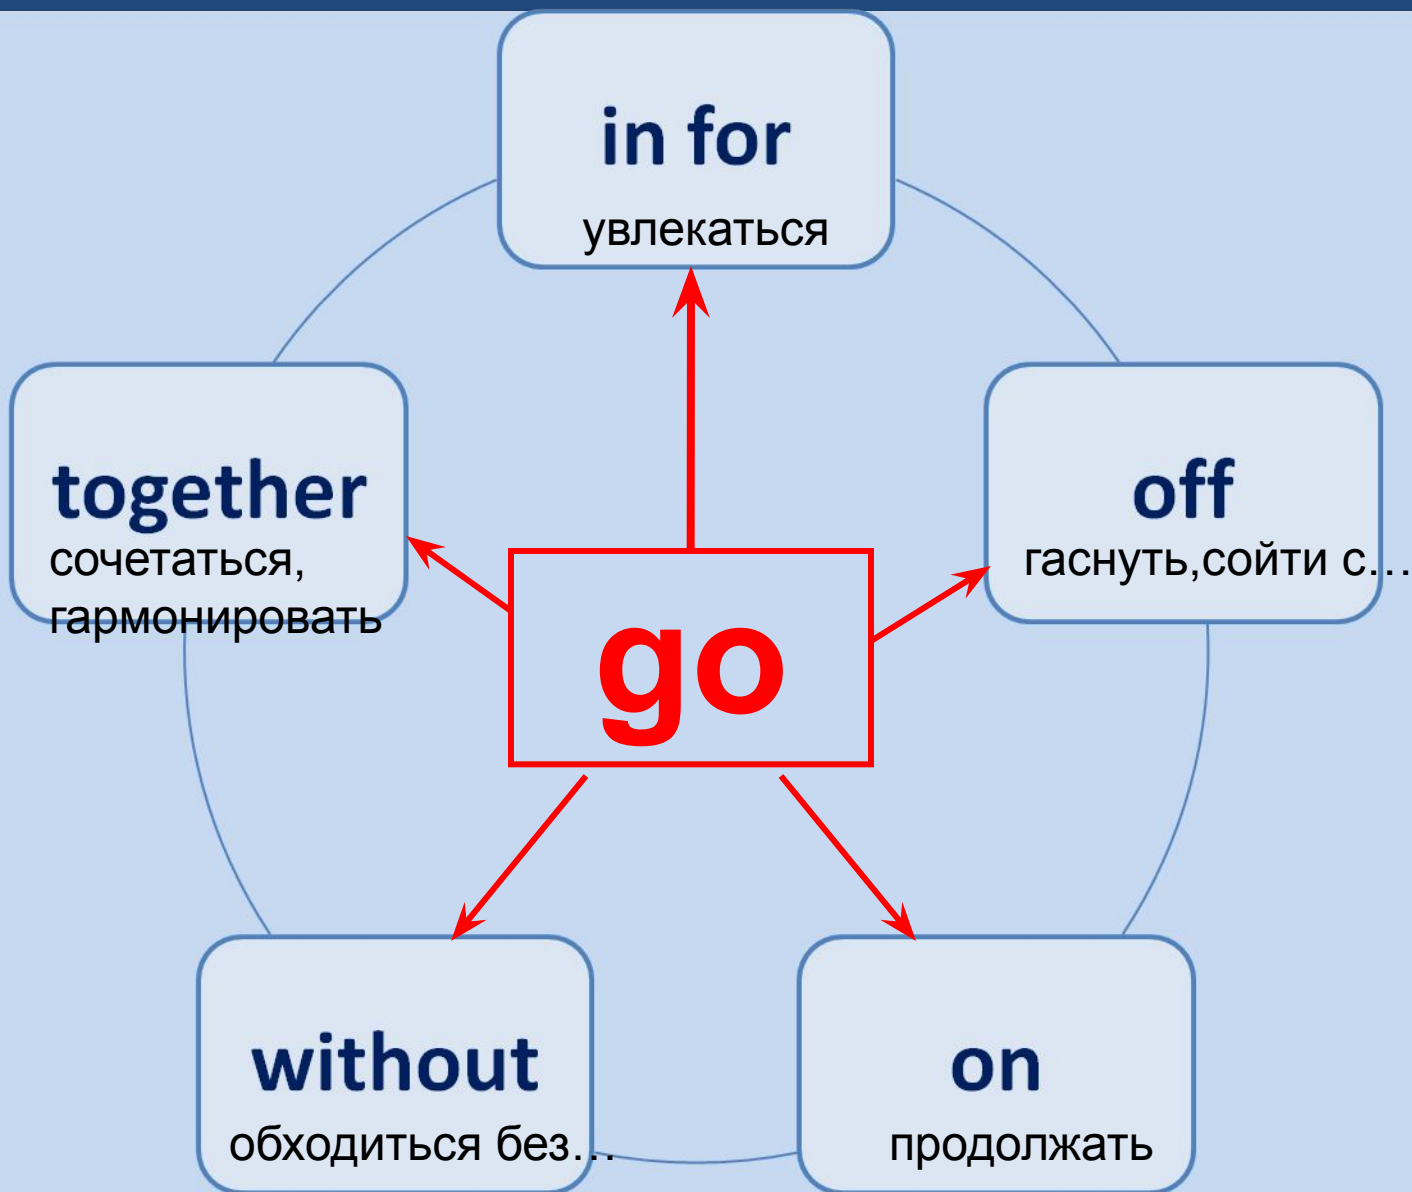 in for
увлекаться
together
сочетаться,
гармонировать
off
гаснуть,сойти с...
go
without
обходиться без...
on
продолжать